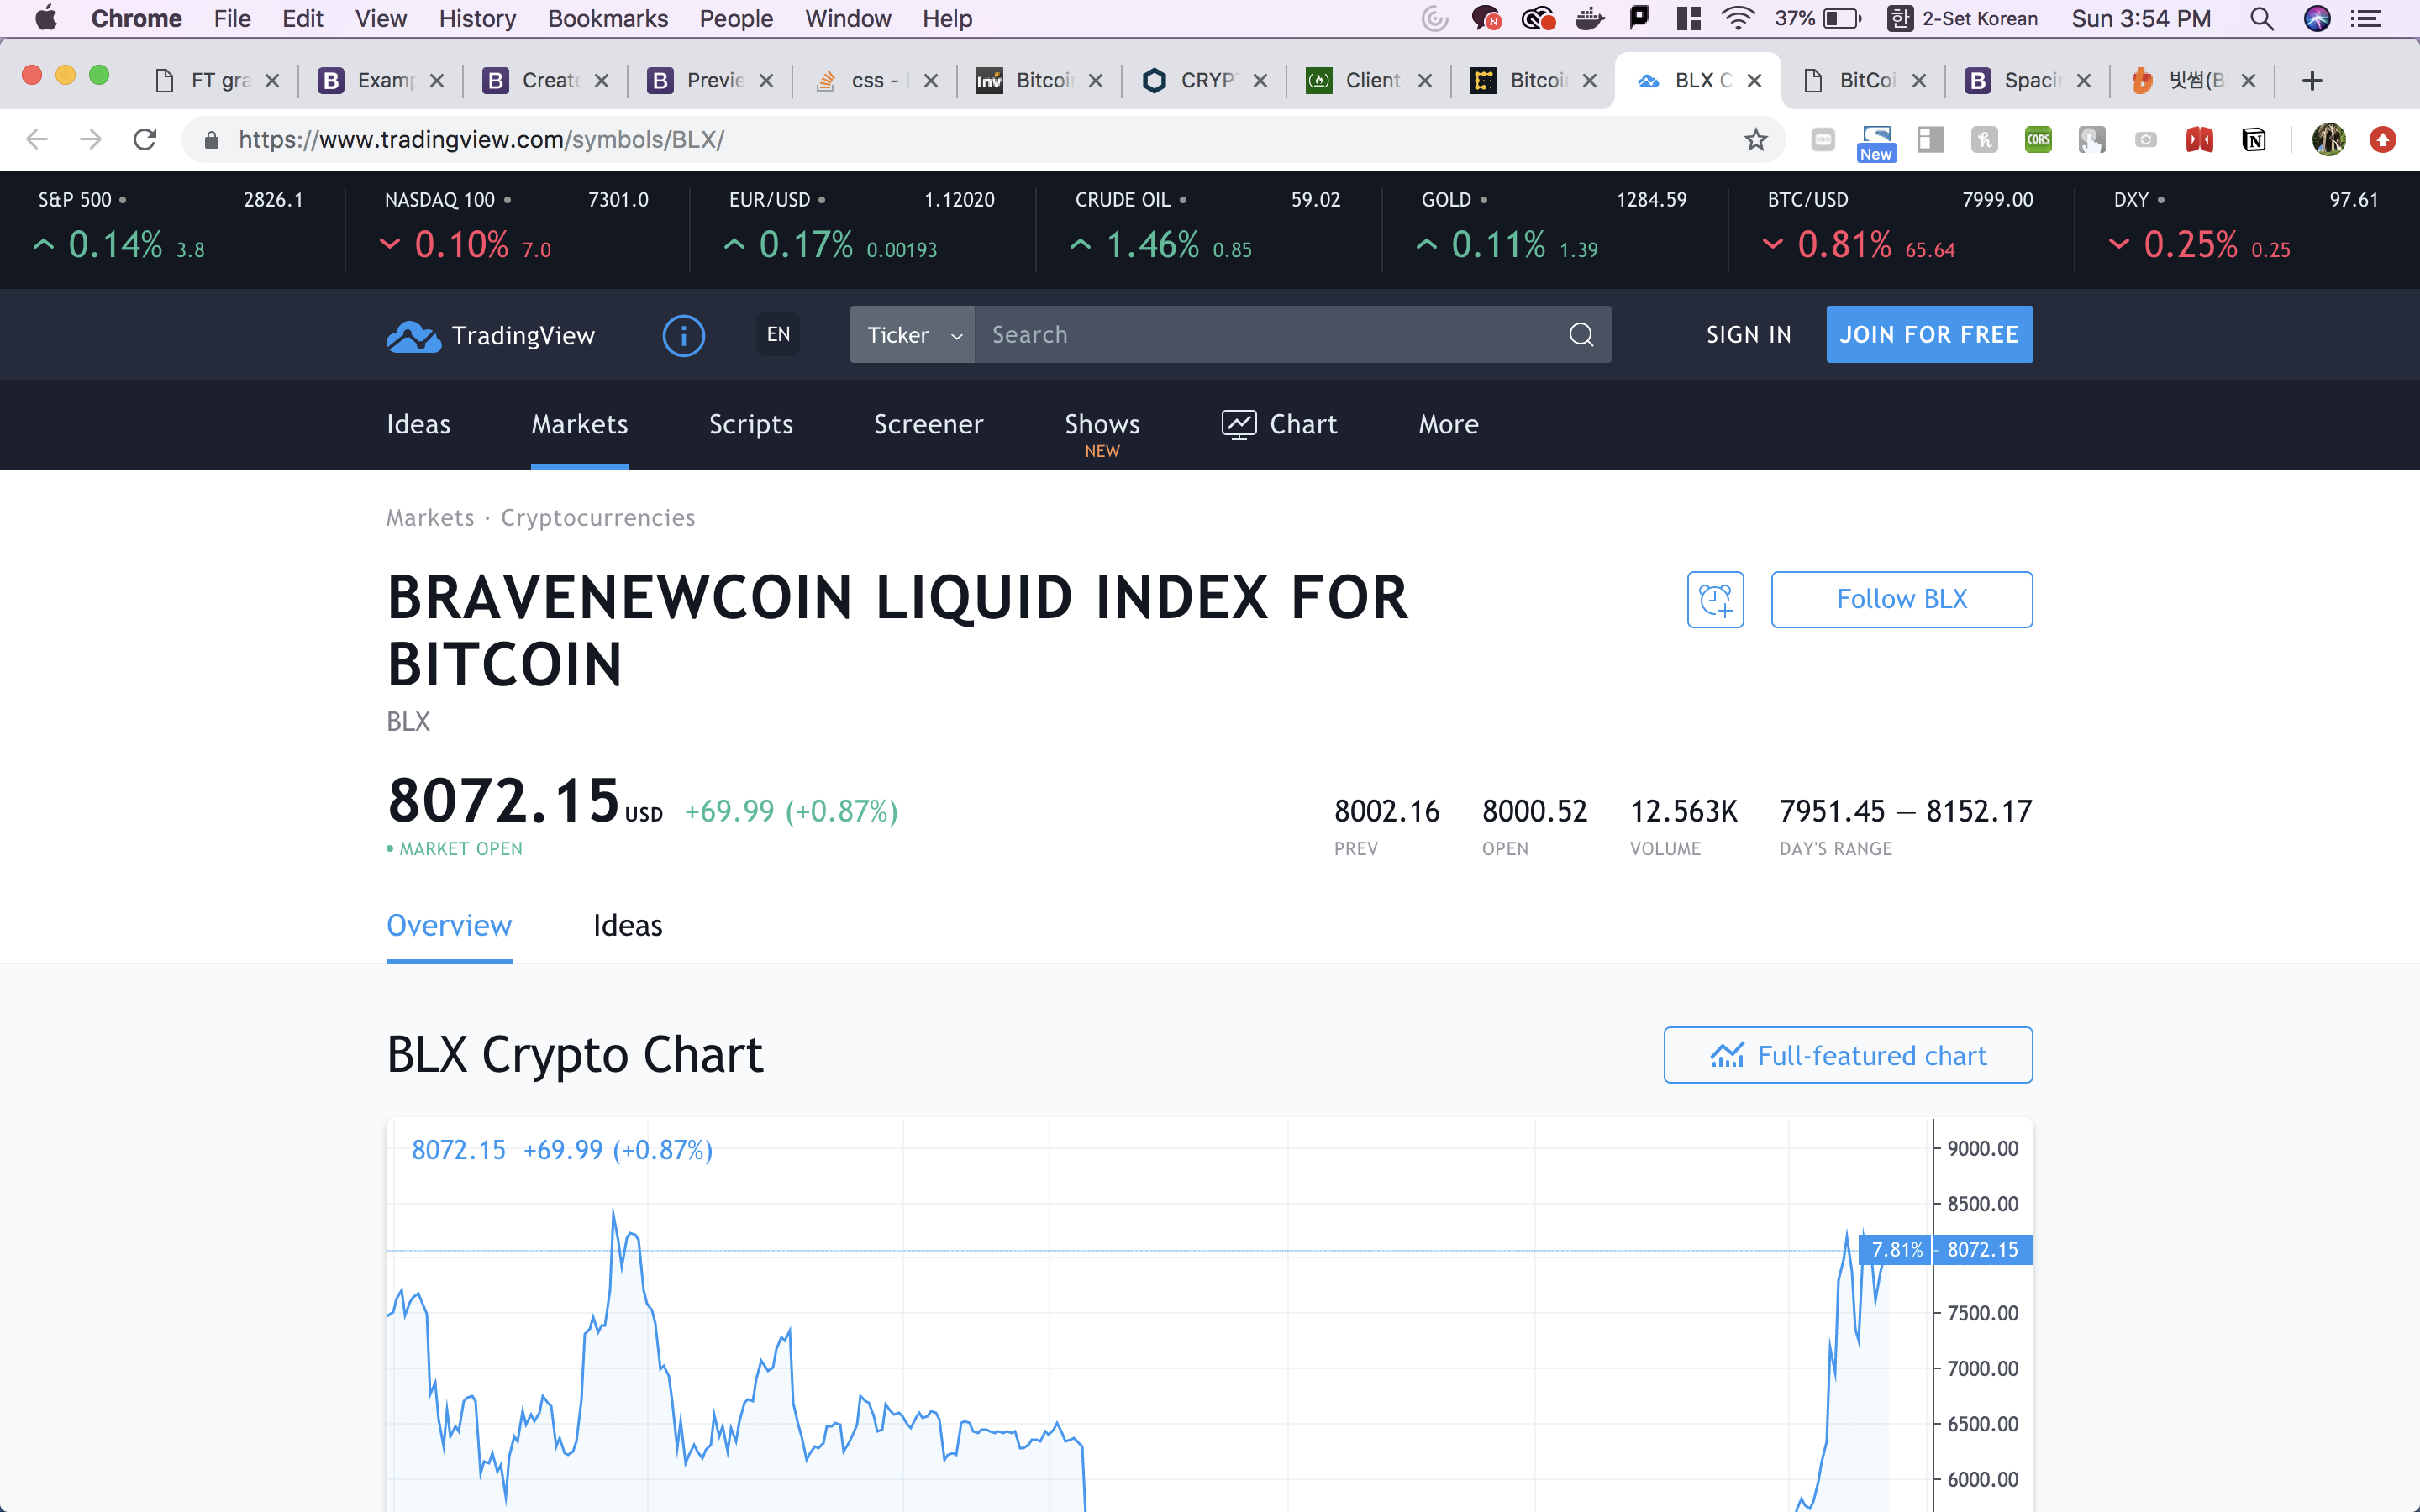 Chrome File Edit View History Bookmarks People Window Help 37% 한 2-Set Korean Sun 3:54 PM
FT gra Examp Create Previe css - Bitcoi CRYPT Client Bitcoi BLX C BitCoi Spacin 빗썸(B
https://www.tradingview.com/symbols/BLX/ New CORS
S&P 500 2826.1 NASDAQ 100 7301.0 EUR/USD 1.12020 CRUDE OIL 59.02 GOLD 1284.59 BTC/USD 7999.00 DXY 97.61
0.14% 3.8 0.10% 7.0 0.17% 0.00193 1.46% 0.85 0.11% 1.39 0.81% 65.64 0.25% 0.25
TradingView EN Ticker Search SIGN IN JOIN FOR FREE
Ideas Markets Scripts Screener Shows Chart More
NEW
Markets · Cryptocurrencies
BRAVENEWCOIN LIQUID INDEX FOR
BITCOIN
Follow BLX
BLX
8072.15 USD +69.99 (+0.87%) 8002.16 8000.52 12.563K 7951.45 — 8152.17
• MARKET OPEN PREV OPEN VOLUME DAY'S RANGE
Overview Ideas
BLX Crypto Chart Full-featured chart
8072.15 +69.99 (+0.87%) 9000.00
8500.00
7.81% 8072.15
7500.00
7000.00
6500.00
6000.00